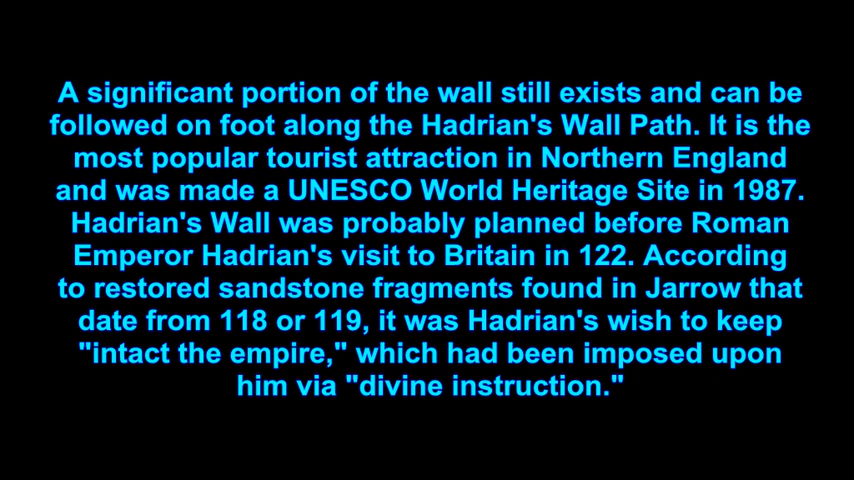 A significant portion of the wall still exists and can be
followed on foot along the Hadrian's Wall Path. It is the
most popular tourist attraction in Northern England
and was made a UNESCO World Heritage Site in 1987.
Hadrian's Wall was probably planned before Roman
Emperor Hadrian's visit to Britain in 122. According
to restored sandstone fragments found in Jarrow that
date from 118 or 119, it was Hadrian's wish to keep
"intact the empire," which had been imposed upon
him via "divine instruction."